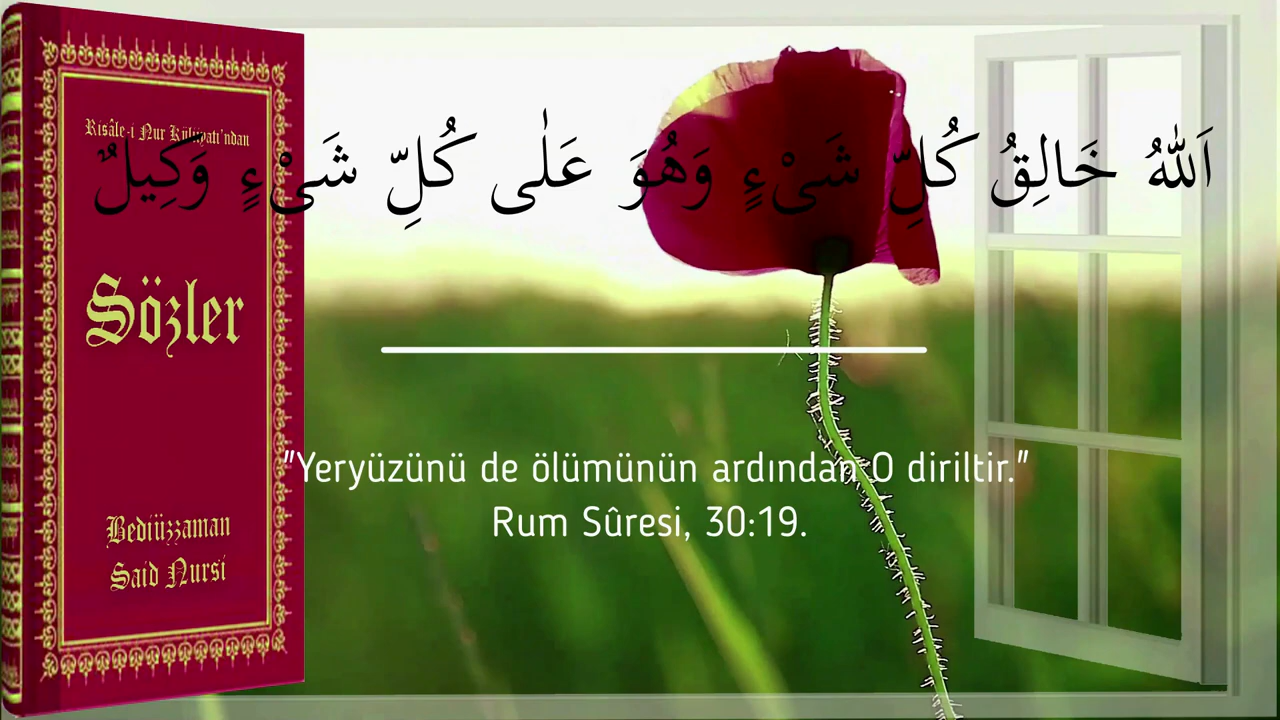 Risâle-i Nur Külliyatı'ndan
Sözler
Bediüzzaman
Said Nursi
اَللّٰهُ خَالِقُ كُلِّ شَىْءٍ وَهُوَ عَلٰى كُلِّ شَىْءٍ وَكِيلٌ
"Yeryüzünü de ölümünün ardından O diriltir."
Rum Sûresi, 30:19.